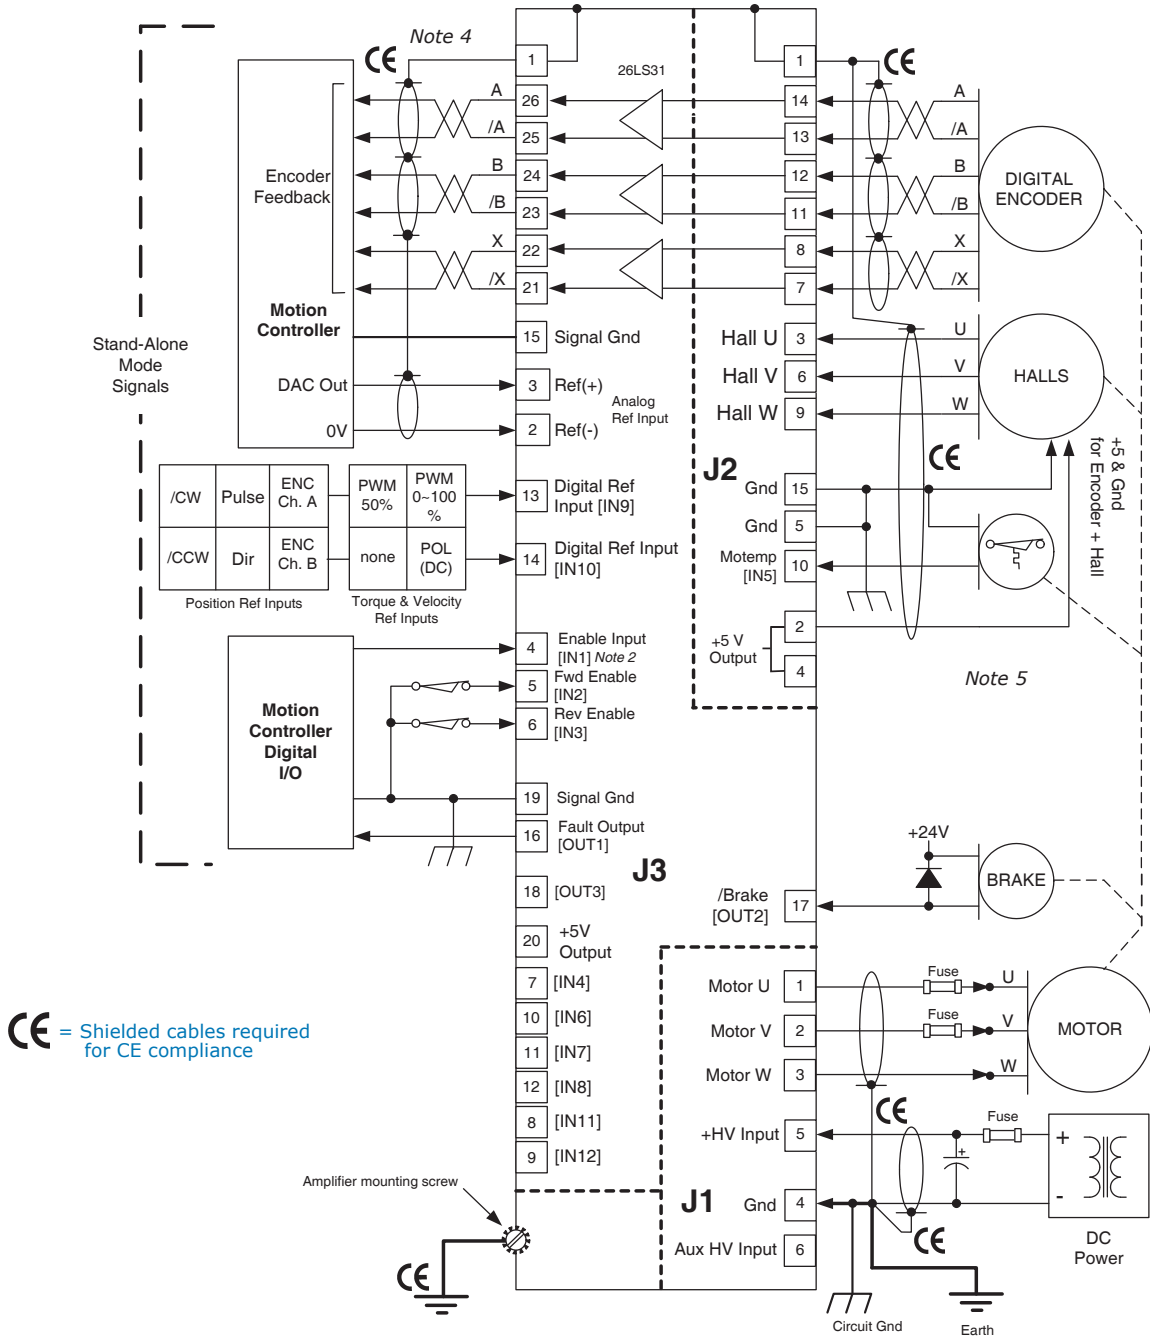 Note 4
CE
1
1
CE
26LS31
A
26
14
A
/A
25
13
/A
B
24
12
B
/B
23
11
/B
X
22
8
X
/X
21
7
/X
Encoder
Feedback
DIGITAL
ENCODER
Motion
Controller
Stand-Alone
Mode
Signals
15
Signal Gnd
DAC Out
3
Ref(+)
Analog
Ref Input
0V
2
Ref(-)
Hall U
3
U
Hall V
6
V
Hall W
9
W
HALLS
CE
+5 & Gnd
for Encoder + Hall
J2
/CW
Pulse
ENC
Ch. A
PWM
50%
PWM
0~100
%
13
Digital Ref
Input [IN9]
/CCW
Dir
ENC
Ch. B
none
POL
(DC)
14
Digital Ref Input
[IN10]
Position Ref Inputs
Torque & Velocity
Ref Inputs
Gnd
15
Gnd
5
Motemp
[IN5]
10
+5 V
Output
2
4
Note 5
4
Enable Input
[IN1] Note 2
5
Fwd Enable
[IN2]
6
Rev Enable
[IN3]
Motion
Controller
Digital
I/O
19
Signal Gnd
16
Fault Output
[OUT1]
J3
18
[OUT3]
20
+5V
Output
7
[IN4]
10
[IN6]
11
[IN7]
12
[IN8]
8
[IN11]
9
[IN12]
+24V
BRAKE
/Brake
[OUT2]
17
Motor U
1
Fuse
U
Motor V
2
Fuse
V
Motor W
3
W
MOTOR
CE
+HV Input
5
+
Fuse
+
-
DC
Power
J1
Gnd
4
CE
Aux HV Input
6
Circuit Gnd
Earth
CE = Shielded cables required
for CE compliance
Amplifier mounting screw
CE